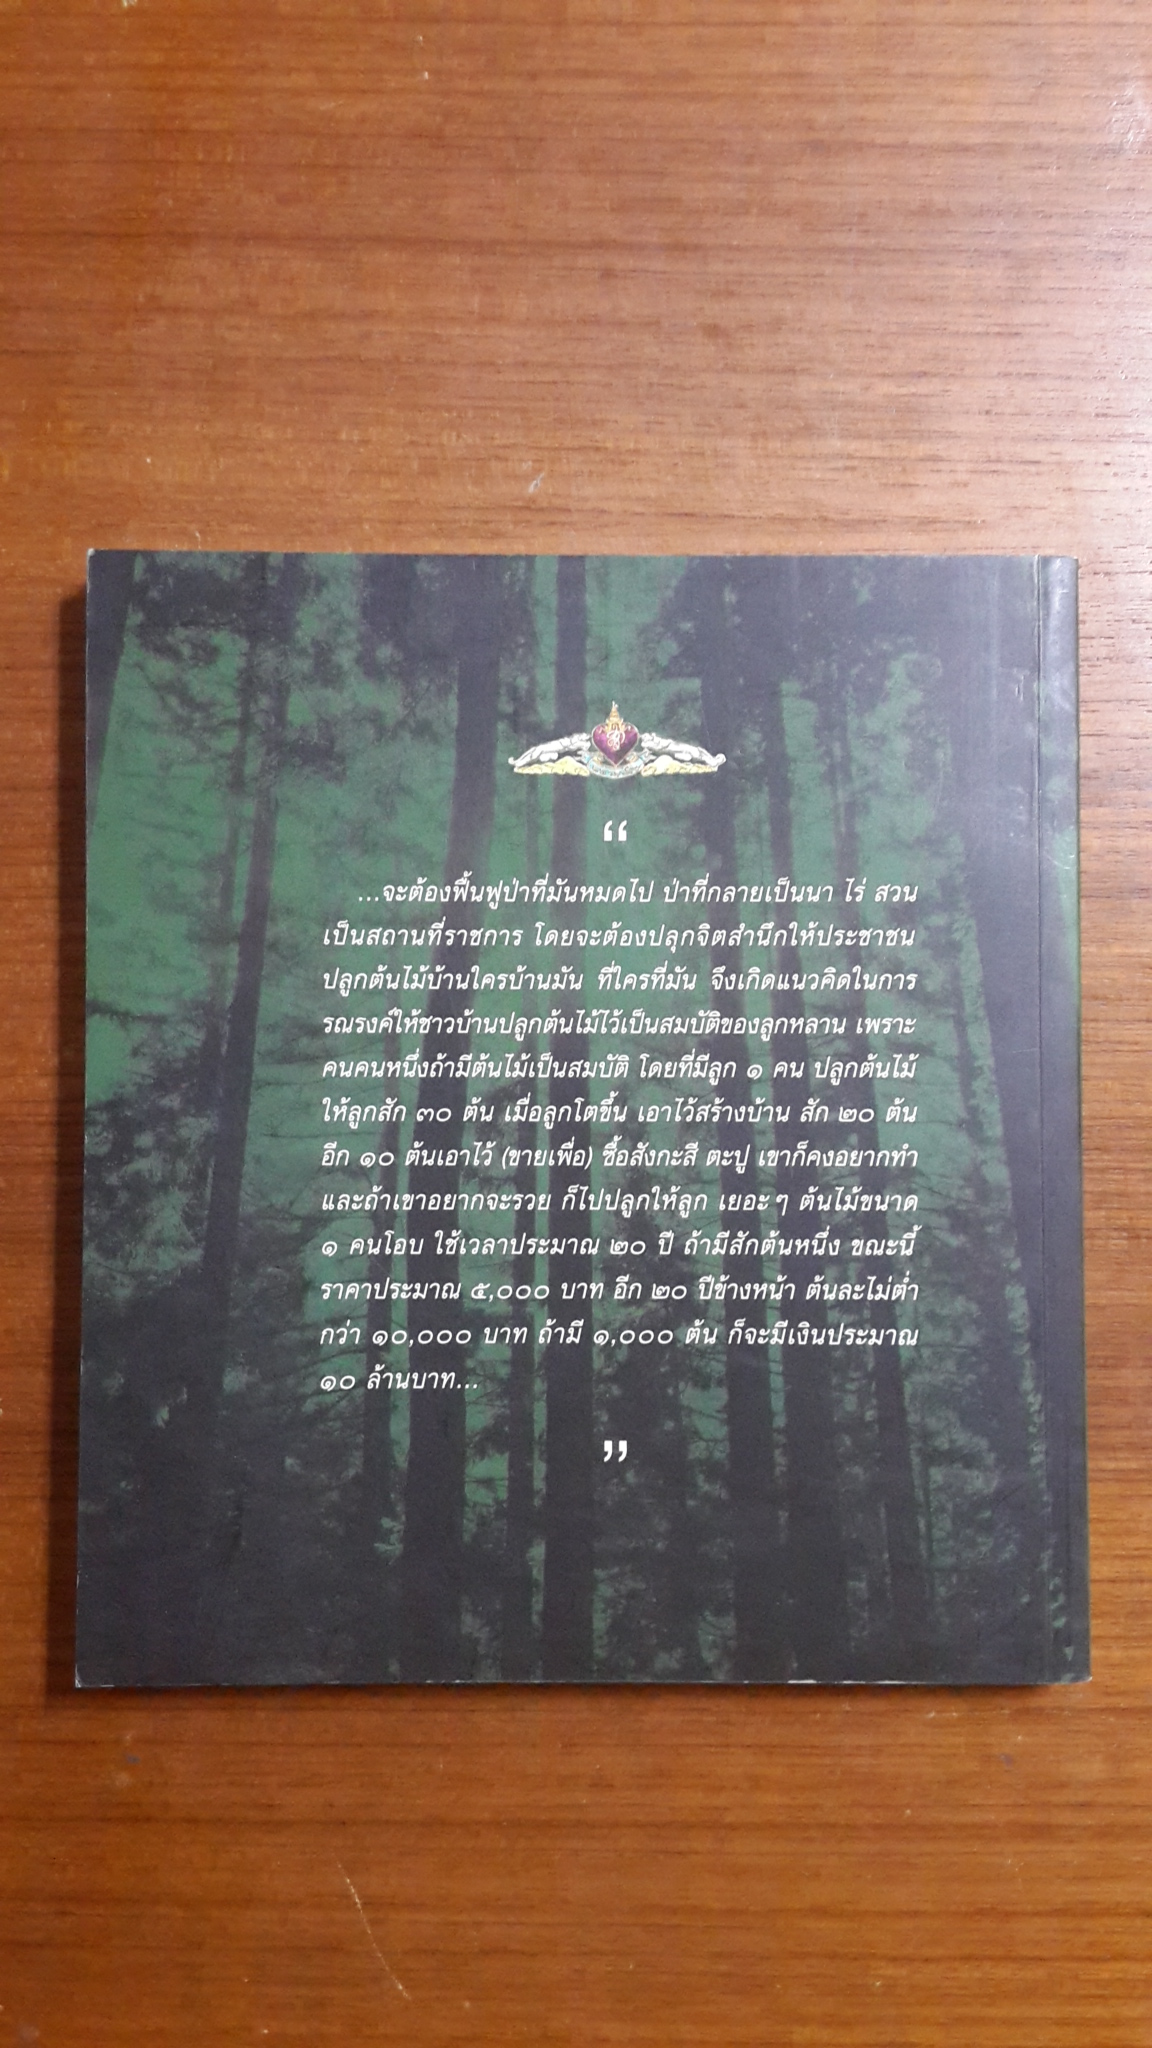 “
...จะต้องฟื้นฟูป่าที่มันหมดไป ป่าที่กลายเป็นนา ไร่ สวน
เป็นสถานที่ราชการ โดยจะต้องปลุกจิตสำนึกให้ประชาชน
ปลูกต้นไม้บ้านใครบ้านมัน ที่ใครที่มัน จึงเกิดแนวคิดในการ
รณรงค์ให้ชาวบ้านปลูกต้นไม้ไว้เป็นสมบัติของลูกหลาน เพราะ
คนคนหนึ่งถ้ามีต้นไม้เป็นสมบัติ โดยที่มีลูก ๑ คน ปลูกต้นไม้
ให้ลูกสัก ๓๐ ต้น เมื่อลูกโตขึ้น เอาไว้สร้างบ้าน สัก ๒๐ ต้น
อีก ๑๐ ต้นเอาไว้ (ขายเพื่อ) ซื้อสังกะสี ตะปู เขาก็คงอยากทำ
และถ้าเขาอยากจะรวย ก็ไปปลูกให้ลูก เยอะๆ ต้นไม้ขนาด
๑ คนโอบ ใช้เวลาประมาณ ๒๐ ปี ถ้ามีสักต้นหนึ่ง ขณะนี้
ราคาประมาณ ๕,๐๐๐ บาท อีก ๒๐ ปีข้างหน้า ต้นละไม่ต่ำ
กว่า ๑๐,๐๐๐ บาท ถ้ามี ๑,๐๐๐ ต้น ก็จะมีเงินประมาณ
๑๐ ล้านบาท...
”